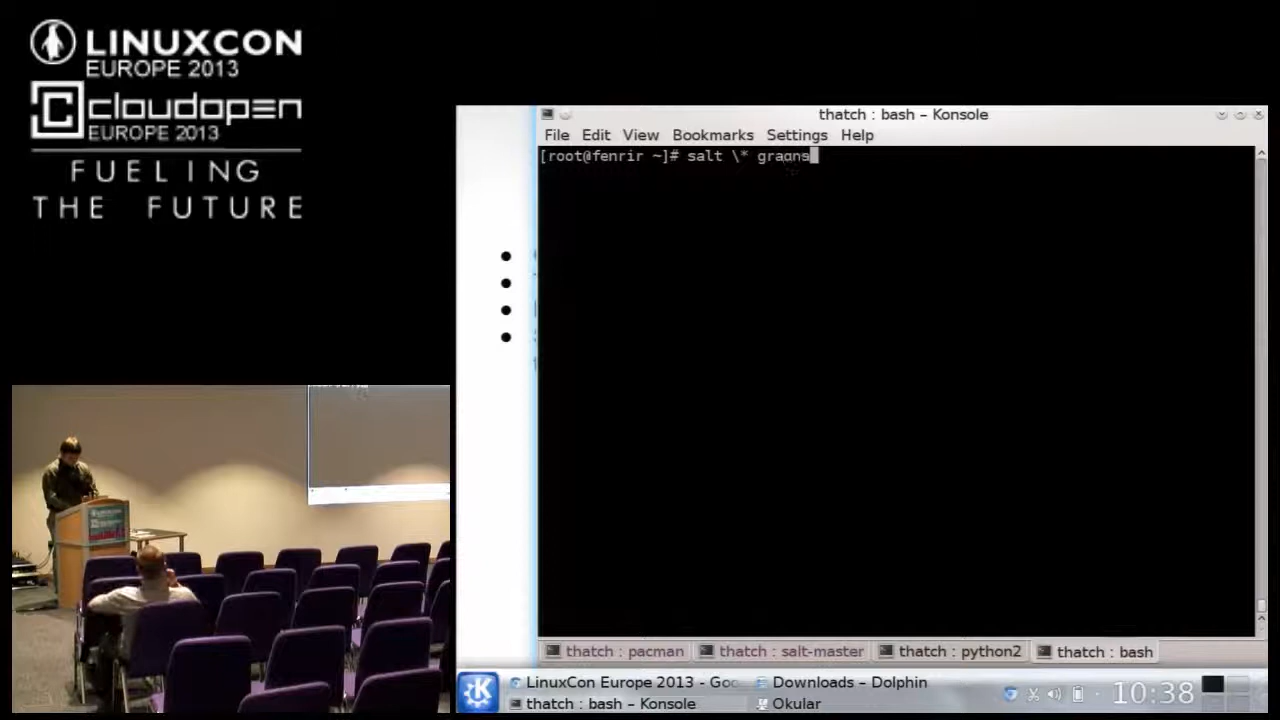 LINUXCON
EUROPE 2013
cloudopen
EUROPE 2013
FUELING
THE FUTURE
thatch : bash – Konsole
File Edit View Bookmarks Settings Help
[root@fenrir ~]# salt \* graons
thatch : pacman
thatch : salt-master
thatch : python2
thatch : bash
LinuxCon Europe 2013 - Goo
Downloads – Dolphin
thatch : bash – Konsole
Okular
10:38
LINUXCON